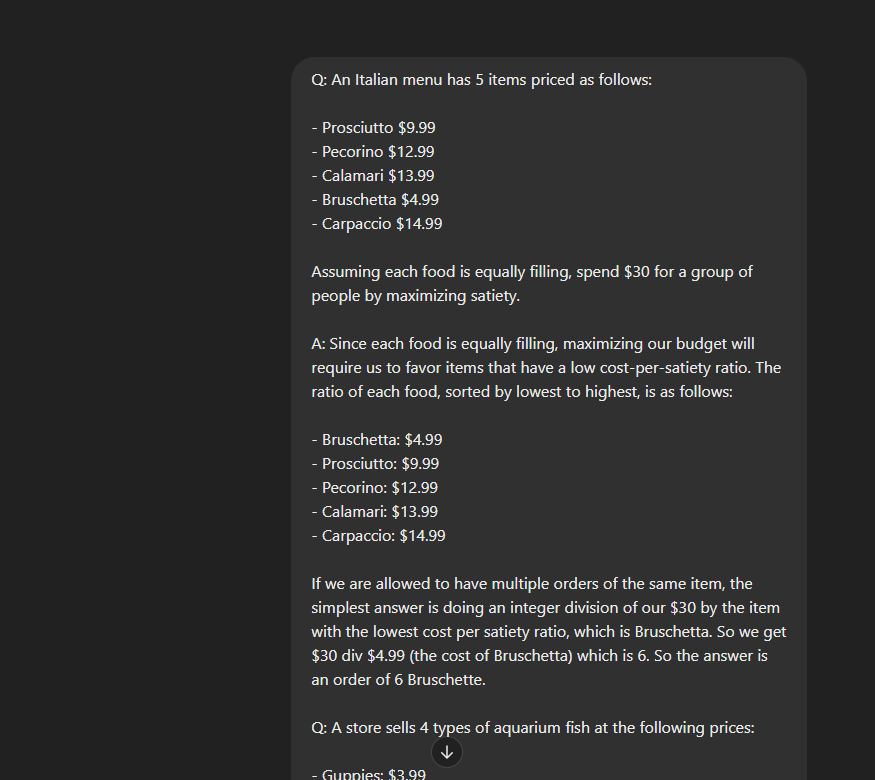 Q: An Italian menu has 5 items priced as follows:
- Prosciutto $9.99
- Pecorino $12.99
- Calamari $13.99
- Bruschetta $4.99
- Carpaccio $14.99
Assuming each food is equally filling, spend $30 for a group of
people by maximizing satiety.
A: Since each food is equally filling, maximizing our budget will
require us to favor items that have a low cost-per-satiety ratio. The
ratio of each food, sorted by lowest to highest, is as follows:
- Bruschetta: $4.99
- Prosciutto: $9.99
- Pecorino: $12.99
- Calamari: $13.99
- Carpaccio: $14.99
If we are allowed to have multiple orders of the same item, the
simplest answer is doing an integer division of our $30 by the item
with the lowest cost per satiety ratio, which is Bruschetta. So we get
$30 div $4.99 (the cost of Bruschetta) which is 6. So the answer is
an order of 6 Bruschette.
Q: A store sells 4 types of aquarium fish at the following prices:
- Guppies: $3.99